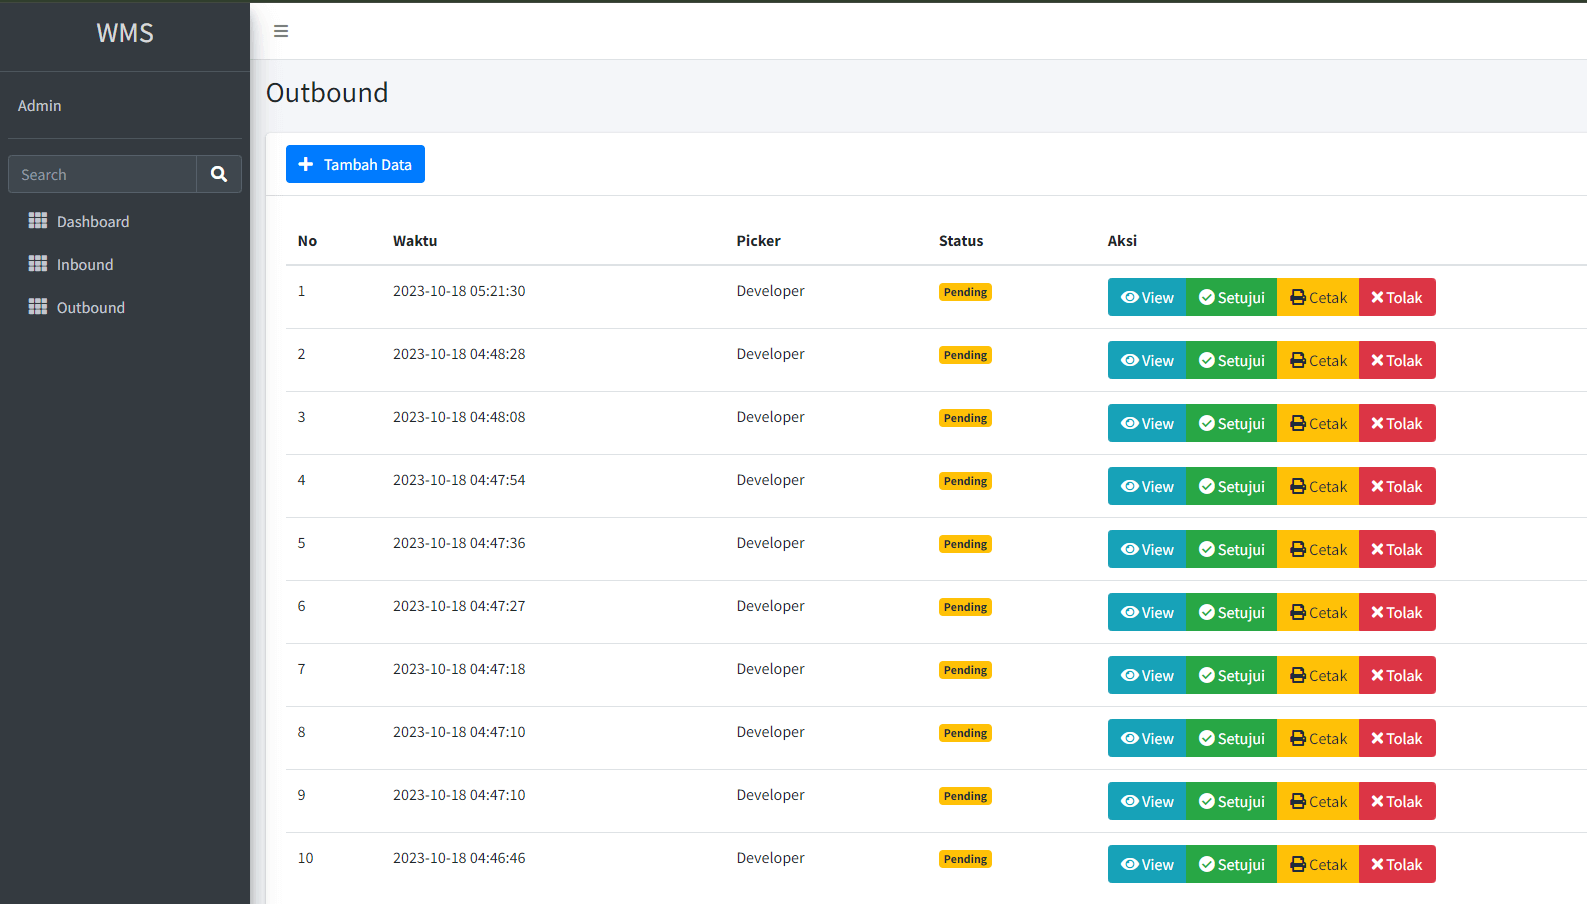 WMS
Admin
Search
Dashboard
Inbound
Outbound
Outbound
Tambah Data
No Waktu Picker Status Aksi
1 2023-10-18 05:21:30 Developer Pending View Setujui Cetak Tolak
2 2023-10-18 04:48:28 Developer Pending View Setujui Cetak Tolak
3 2023-10-18 04:48:08 Developer Pending View Setujui Cetak Tolak
4 2023-10-18 04:47:54 Developer Pending View Setujui Cetak Tolak
5 2023-10-18 04:47:36 Developer Pending View Setujui Cetak Tolak
6 2023-10-18 04:47:27 Developer Pending View Setujui Cetak Tolak
7 2023-10-18 04:47:18 Developer Pending View Setujui Cetak Tolak
8 2023-10-18 04:47:10 Developer Pending View Setujui Cetak Tolak
9 2023-10-18 04:47:10 Developer Pending View Setujui Cetak Tolak
10 2023-10-18 04:46:46 Developer Pending View Setujui Cetak Tolak